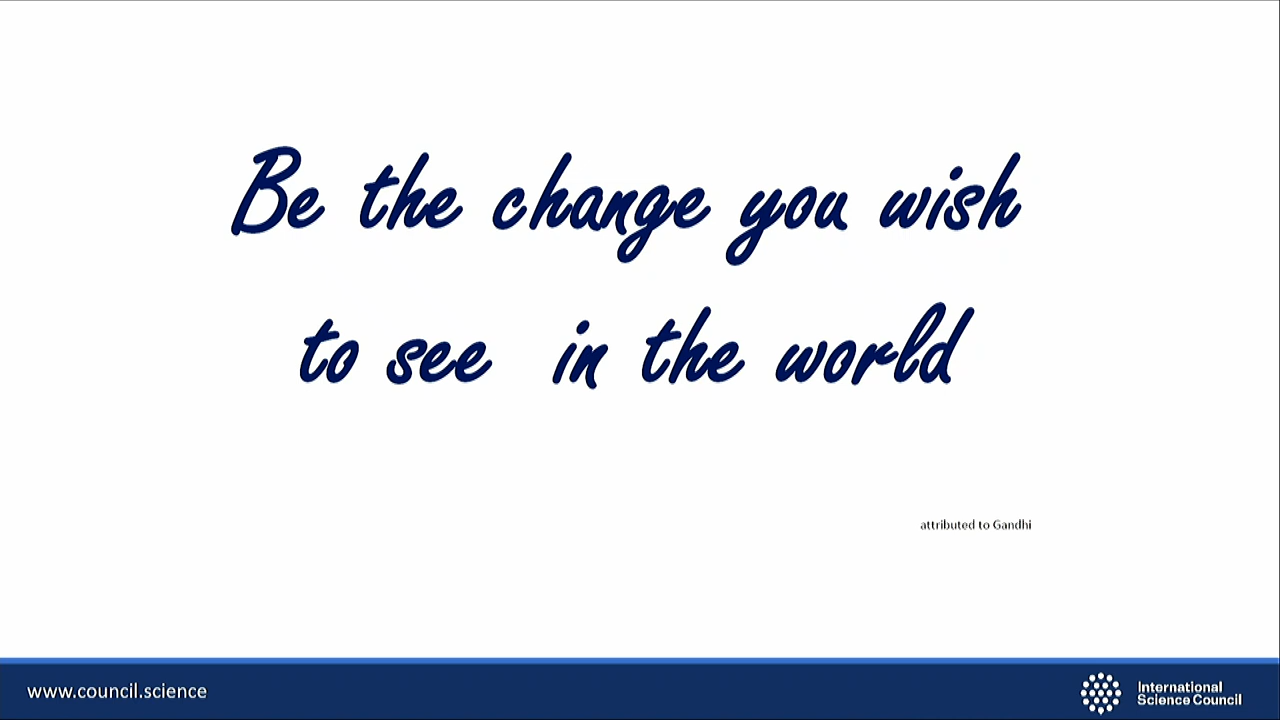 Be the change you wish
to see in the world
attributed to Gandhi
www.council.science
International
Science Council